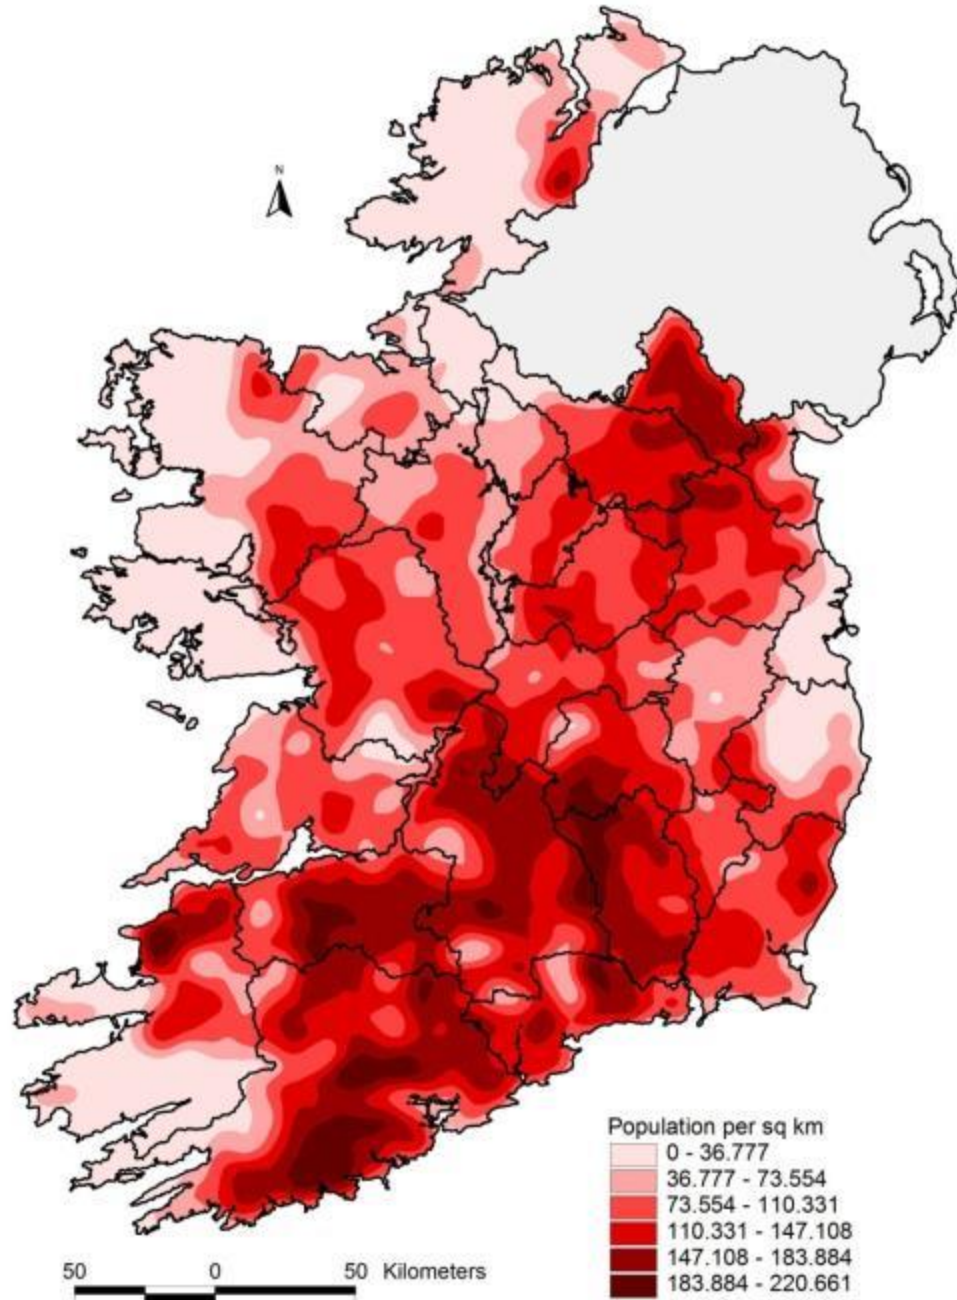 N
Population per sq km
0 - 36.777
36.777 - 73.554
73.554 - 110.331
110.331 - 147.108
147.108 - 183.884
183.884 - 220.661
50 0 50 Kilometers